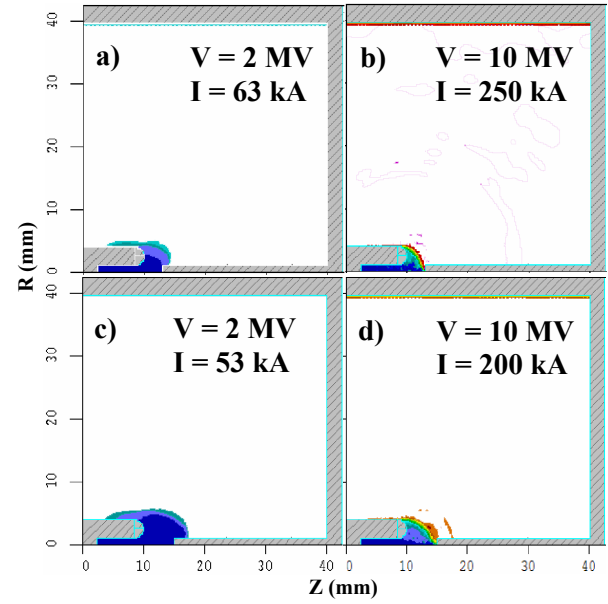 40
a)
V = 2 MV
I = 63 kA
b)
V = 10 MV
I = 250 kA
30
20
10
0
R (mm)
c)
V = 2 MV
I = 53 kA
d)
V = 10 MV
I = 200 kA
40
30
20
10
0
0 10 20 30 40
0 10 20 30 40
Z (mm)